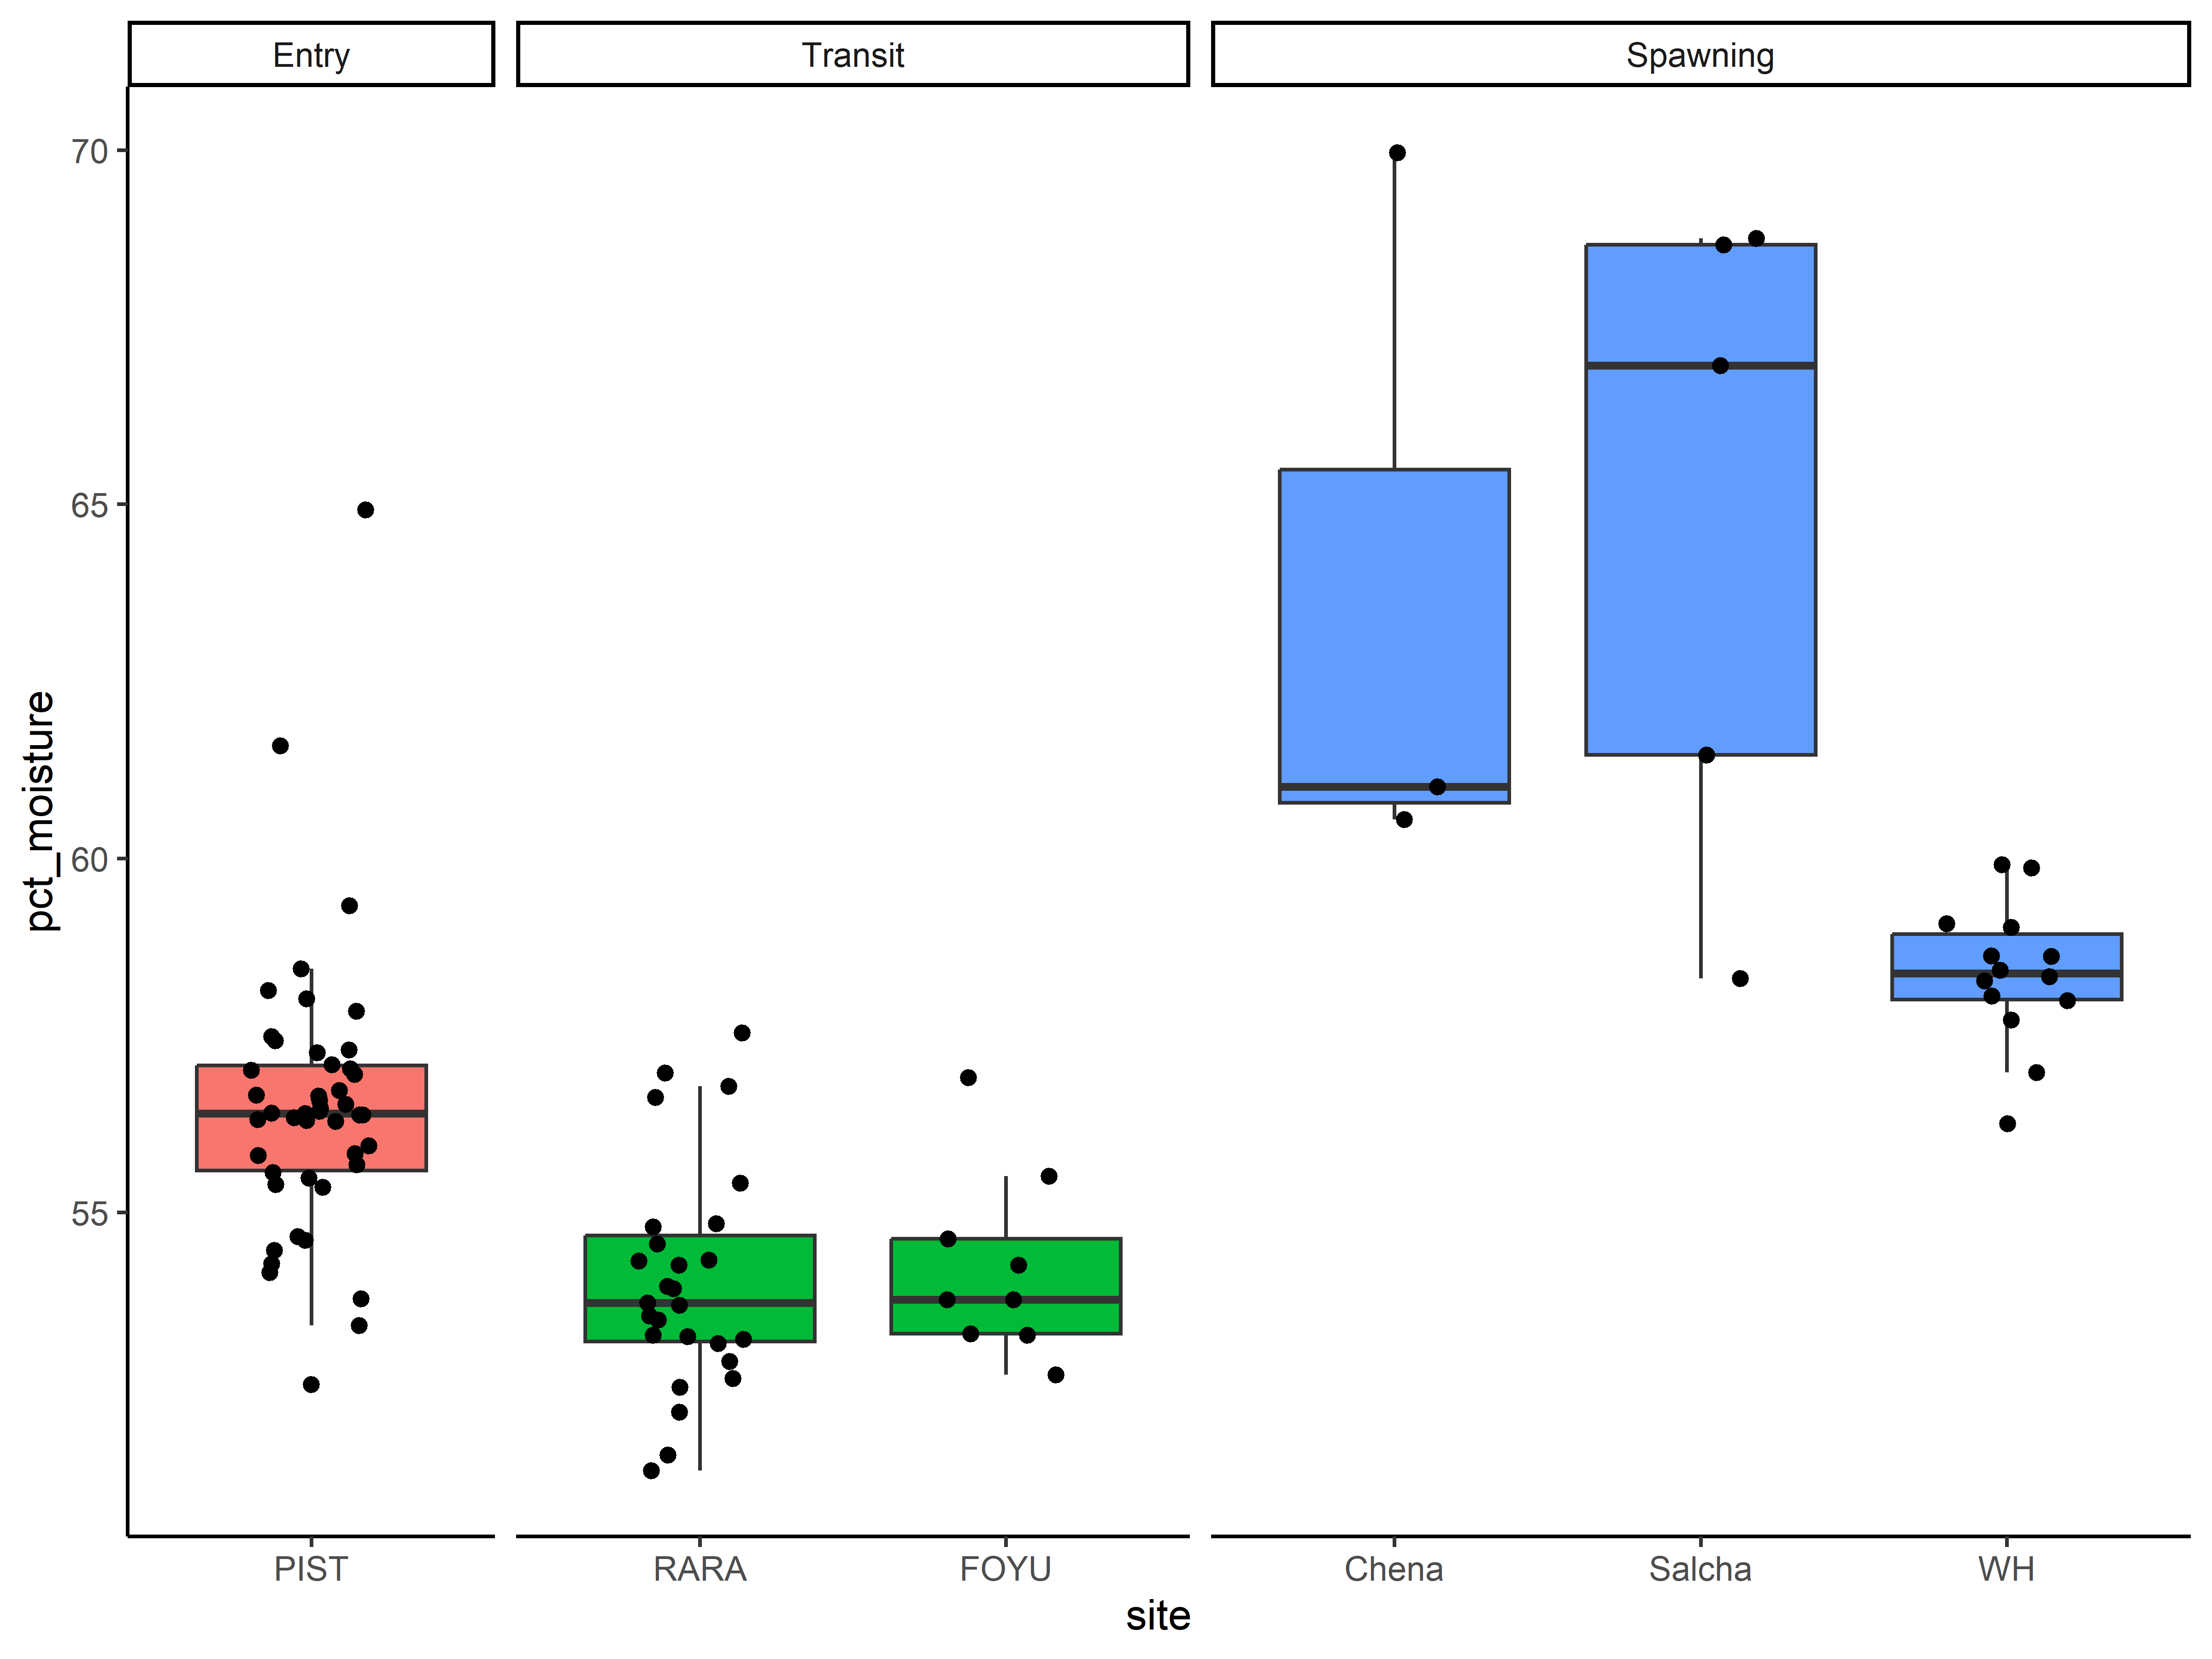 Entry Transit Spawning
70
65
60
55
pct_moisture
PIST RARA FOYU Chena Salcha WH
site